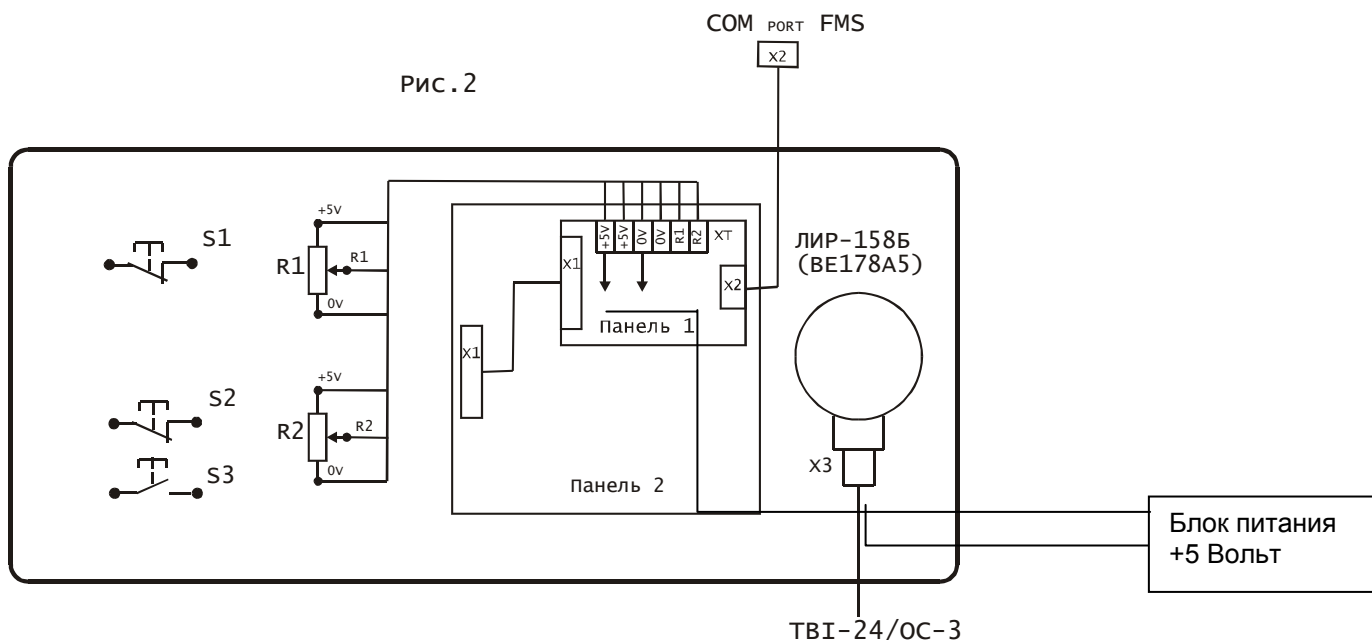 COM PORT FMS
X2
Рис.2
+5V
+5V
0V
0V
R1
R2
XT
S1
+5V
R1
R1
0V
X1
X2
ЛИР-158Б
(ВЕ178А5)
Панель 1
X1
S2
+5V
R2
R2
0V
S3
X3
Панель 2
Блок питания
+5 Вольт
TBI-24/ОС-3